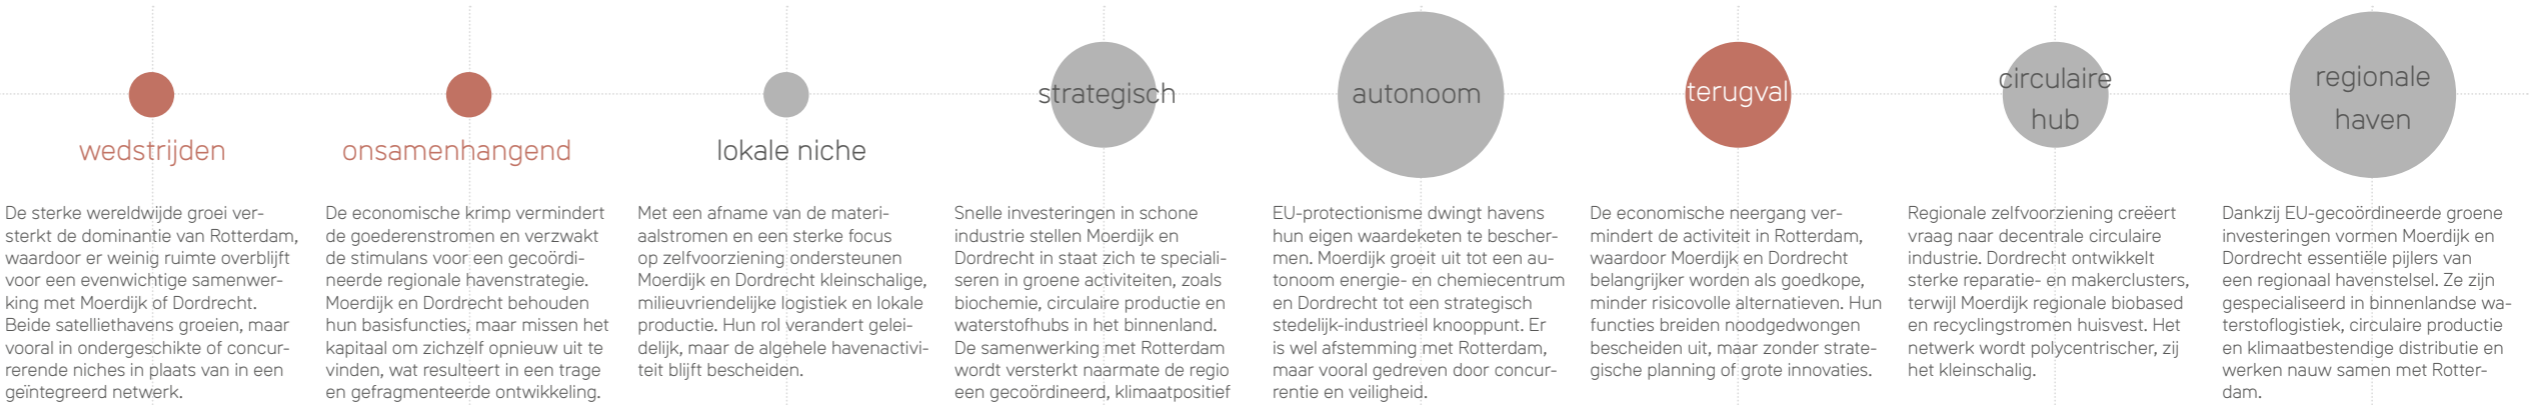 wedstrijden
De sterke wereldwijde groei ver-
sterkt de dominantie van Rotterdam,
waardoor er weinig ruimte overblijft
voor een evenwichtige samenwer-
king met Moerdijk of Dordrecht.
Beide satelliethavens groeien, maar
vooral in ondergeschikte of concur-
rerende niches in plaats van in een
geïntegreerd netwerk.
onsamenhangend
De economische krimp vermindert
de goederenstromen en verzwakt
de stimulans voor een gecoördi-
neerde regionale havenstrategie.
Moerdijk en Dordrecht behouden
hun basisfuncties, maar missen het
kapitaal om zichzelf opnieuw uit te
vinden, wat resulteert in een trage
en gefragmenteerde ontwikkeling.
lokale niche
Met een afname van de materi-
aalstromen en een sterke focus
op zelfvoorziening ondersteunen
Moerdijk en Dordrecht kleinschalige,
milieuvriendelijke logistiek en lokale
productie. Hun rol verandert gelei-
delijk, maar de algehele havenactivi-
teit blijft bescheiden.
strategisch
Snelle investeringen in schone
industrie stellen Moerdijk en
Dordrecht in staat zich te speciali-
seren in groene activiteiten, zoals
biochemie, circulaire productie en
waterstofhubs in het binnenland.
De samenwerking met Rotterdam
wordt versterkt naarmate de regio
een gecoördineerd, klimaatpositief
autonoom
EU-protectionisme dwingt havens
hun eigen waardeketen te bescher-
men. Moerdijk groeit uit tot een au-
tonoom energie- en chemiecentrum
en Dordrecht tot een strategisch
stedelijk-industrieel knooppunt. Er
is wel afstemming met Rotterdam,
maar vooral gedreven door concur-
rentie en veiligheid.
terugval
De economische neergang ver-
mindert de activiteit in Rotterdam,
waardoor Moerdijk en Dordrecht
belangrijker worden als goedkope,
minder risicovolle alternatieven. Hun
functies breiden noodgedwongen
bescheiden uit, maar zonder strate-
gische planning of grote innovaties.
circulaire
hub
Regionale zelfvoorziening creëert
vraag naar decentrale circulaire
industrie. Dordrecht ontwikkelt
sterke reparatie- en makerclusters,
terwijl Moerdijk regionale biobased
en recyclingstromen huisvest. Het
netwerk wordt polycentrischer, zij
het kleinschalig.
regionale
haven
Dankzij EU-gecoördineerde groene
investeringen vormen Moerdijk en
Dordrecht essentiële pijlers van
een regionaal havenstelsel. Ze zijn
gespecialiseerd in binnenlandse wa-
terstoflogistiek, circulaire productie
en klimaatbestendige distributie en
werken nauw samen met Rotter-
dam.